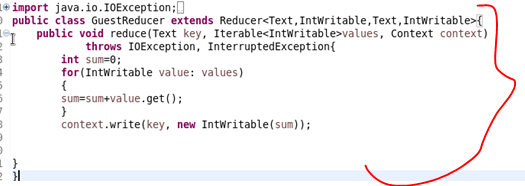 import java.io.IOException;
public class GuestReducer extends Reducer<Text,IntWritable,Text,IntWritable>{
public void reduce(Text key, Iterable<IntWritable>values, Context context)
throws IOException, InterruptedException{
int sum=0;
for(IntWritable value: values)
{
sum=sum+value.get();
}
context.write(key, new IntWritable(sum));
}
}